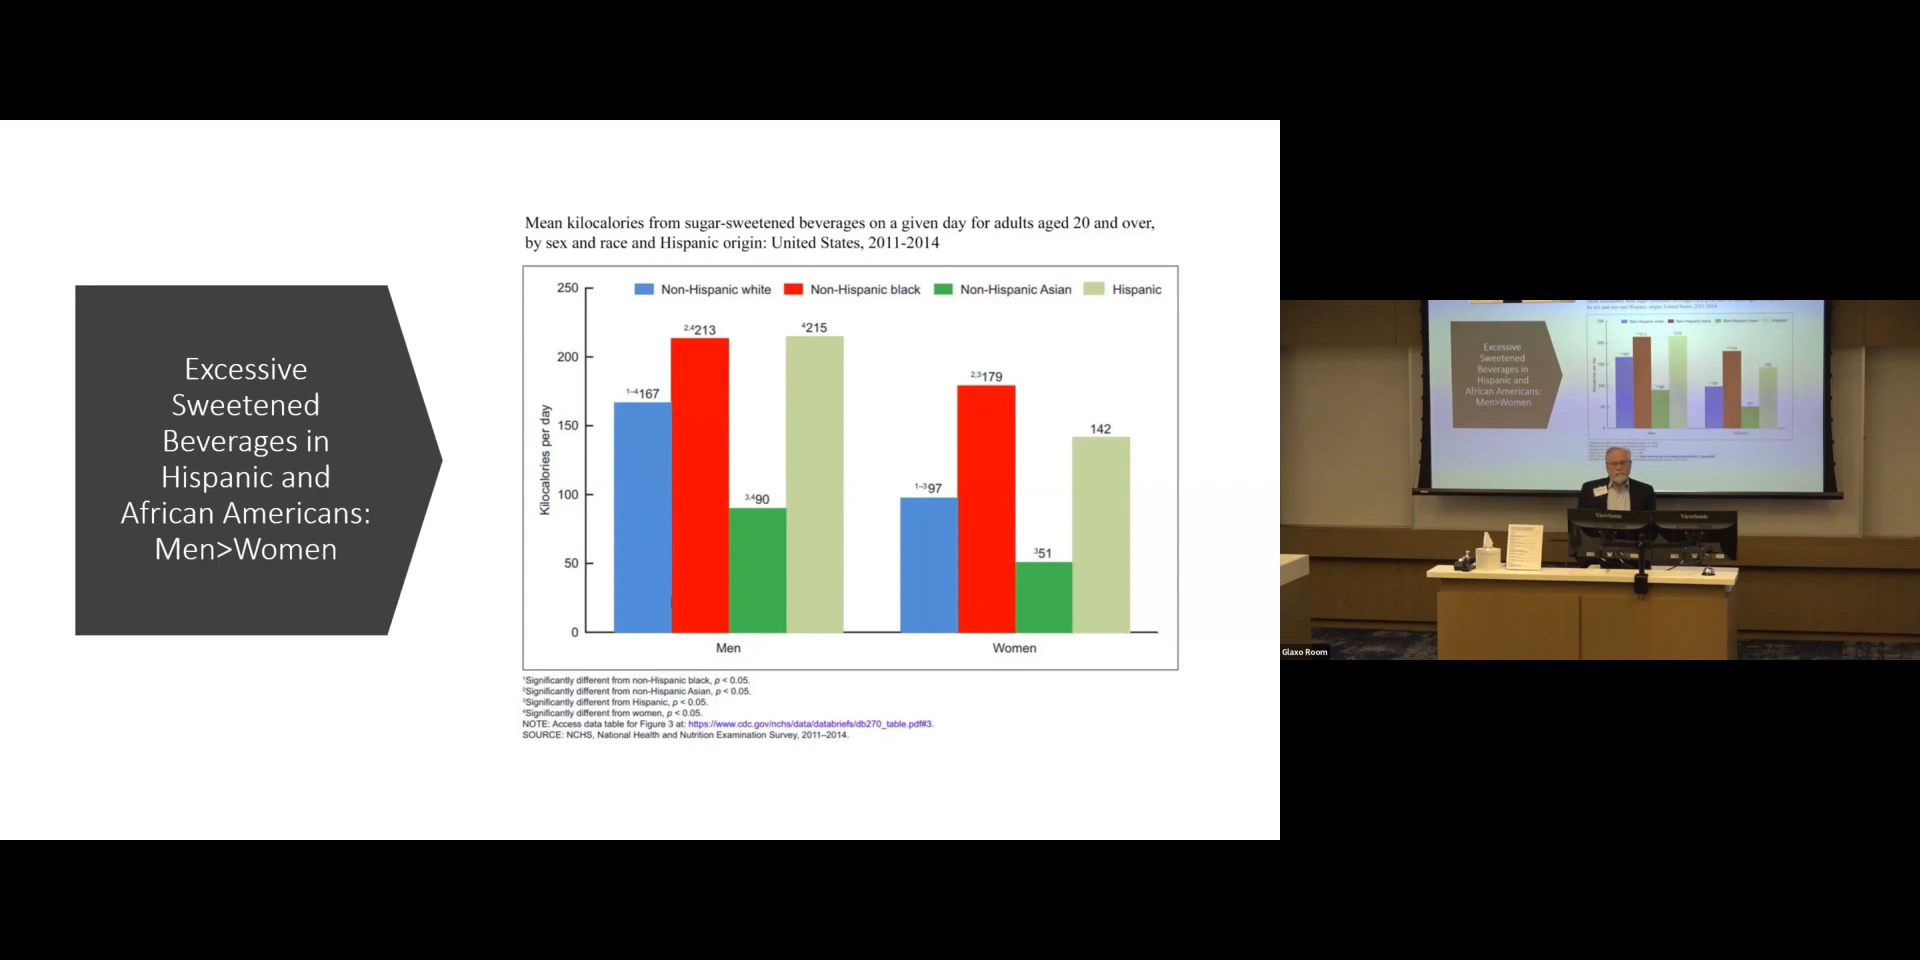 Excessive
Sweetened
Beverages in
Hispanic and
African Americans:
Men>Women
Mean kilocalories from sugar-sweetened beverages on a given day for adults aged 20 and over,
by sex and race and Hispanic origin: United States, 2011-2014
Non-Hispanic white Non-Hispanic black Non-Hispanic Asian Hispanic
Kilocalories per day
250
200
150
100
50
0
1–4167
2,4213
3,490
4215
1–397
2,3179
351
142
Men Women
1Significantly different from non-Hispanic black, p < 0.05.
2Significantly different from non-Hispanic Asian, p < 0.05.
3Significantly different from Hispanic, p < 0.05.
4Significantly different from women, p < 0.05.
NOTE: Access data table for Figure 3 at: https://www.cdc.gov/nchs/data/databriefs/db270_table.pdf#3.
SOURCE: NCHS, National Health and Nutrition Examination Survey, 2011–2014.
Excessive
Sweetened
Beverages in
Hispanic and
African Americans:
Men>Women
ViewSonic ViewSonic
Glaxo Room